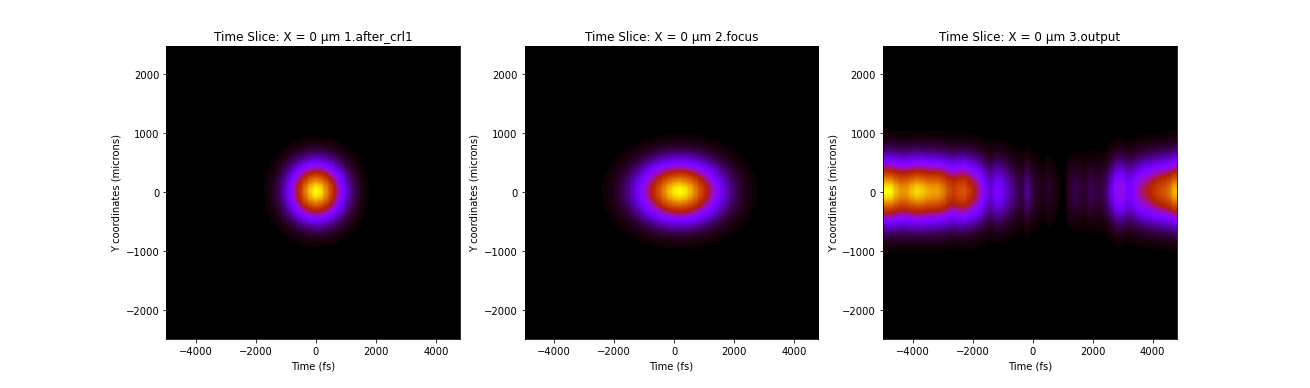 Time Slice: X = 0 μm 1.after_crl1
2000
1000
0
−1000
−2000
Y coordinates (microns)
−4000 −2000 0 2000 4000
Time (fs)
Time Slice: X = 0 μm 2.focus
2000
1000
0
−1000
−2000
Y coordinates (microns)
−4000 −2000 0 2000 4000
Time (fs)
Time Slice: X = 0 μm 3.output
2000
1000
0
−1000
−2000
Y coordinates (microns)
−4000 −2000 0 2000 4000
Time (fs)